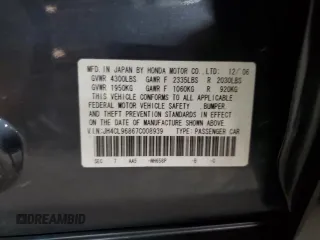 MFD. IN JAPAN BY HONDA MOTOR CO.,LTD. 12/06
GVWR 4300LBS GAWR F 2335LBS R 2030LBS
GVWR 1950KG GAWR F 1060KG R 920KG
THIS VEHICLE CONFORMS TO ALL APPLICABLE
FEDERAL MOTOR VEHICLE SAFETY, BUMPER, AND
THEFT PREVENTION STANDARDS IN EFFECT ON THE
DATE OF MANUFACTURE SHOWN ABOVE.
V.I.N: JH4CL96867C008939 TYPE: PASSENGER CAR
AUTOBIDMASTER